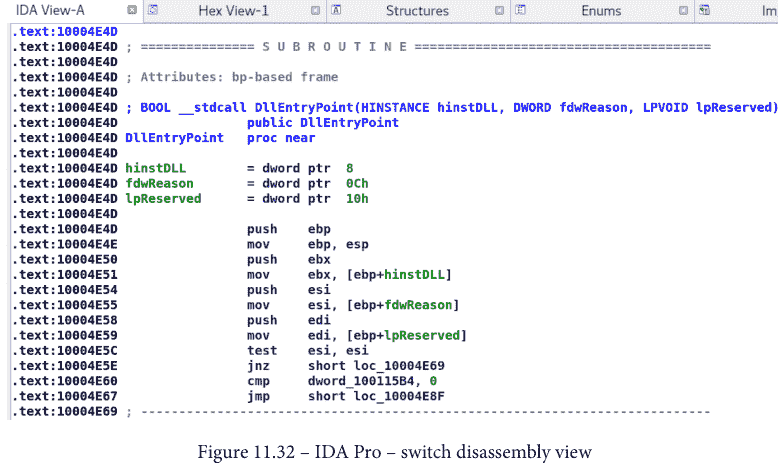 IDA View-A Hex View-1 Structures Enums Im
.text:10004E4D
.text:10004E4D ; =============== S U B R O U T I N E =======================================
.text:10004E4D
.text:10004E4D ; Attributes: bp-based frame
.text:10004E4D
.text:10004E4D ; BOOL __stdcall DllEntryPoint(HINSTANCE hinstDLL, DWORD fdwReason, LPVOID lpReserved)
.text:10004E4D public DllEntryPoint
.text:10004E4D DllEntryPoint proc near
.text:10004E4D
.text:10004E4D hinstDLL = dword ptr 8
.text:10004E4D fdwReason = dword ptr 0Ch
.text:10004E4D lpReserved = dword ptr 10h
.text:10004E4D
.text:10004E4D push ebp
.text:10004E4E mov ebp, esp
.text:10004E50 push ebx
.text:10004E51 mov ebx, [ebp+hinstDLL]
.text:10004E54 push esi
.text:10004E55 mov esi, [ebp+fdwReason]
.text:10004E58 push edi
.text:10004E59 mov edi, [ebp+lpReserved]
.text:10004E5C test esi, esi
.text:10004E5E jnz short loc_10004E69
.text:10004E60 cmp dword_100115B4, 0
.text:10004E67 jmp short loc_10004E8F
.text:10004E69 ; ---------------------------------------------------------------------------
Figure 11.32 – IDA Pro – switch disassembly view